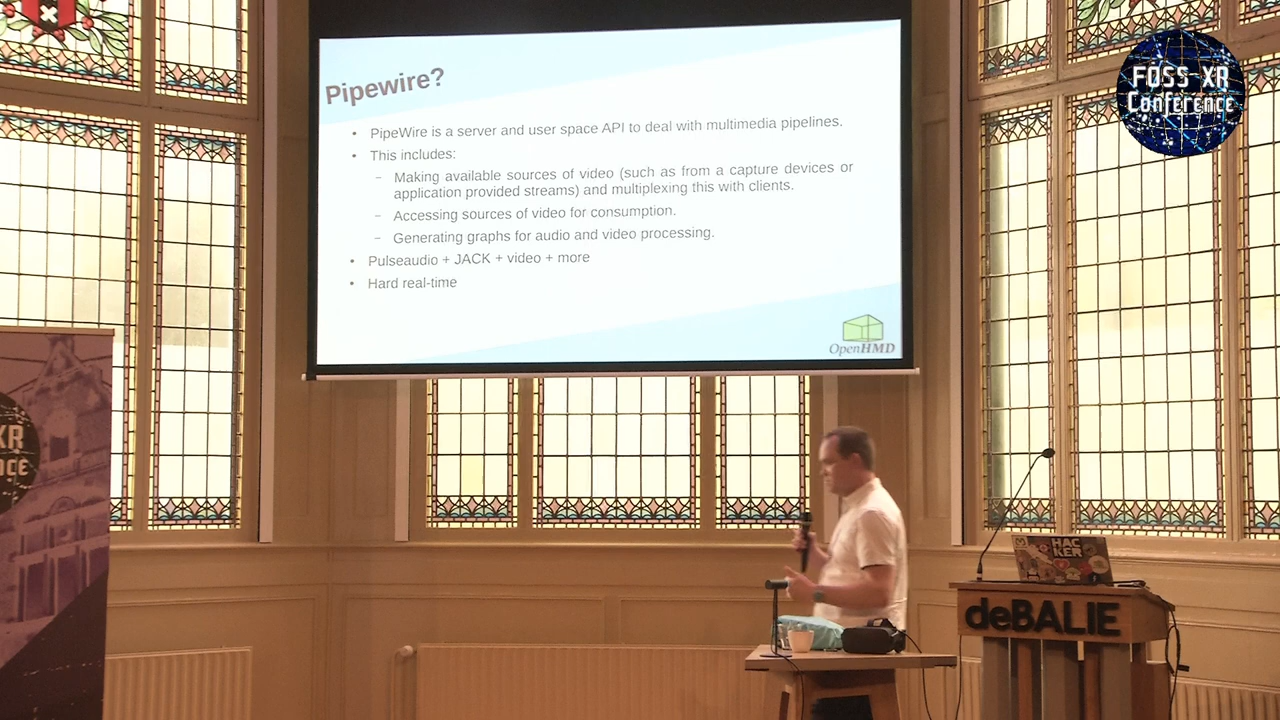 Pipewire?
• PipeWire is a server and user space API to deal with multimedia pipelines.
• This includes:
– Making available sources of video (such as from a capture devices or
application provided streams) and multiplexing this with clients.
– Accessing sources of video for consumption.
– Generating graphs for audio and video processing.
• Pulseaudio + JACK + video + more
• Hard real-time
OpenHMD
FOSS-XR
Conference
XR
nce
HAC
KER
deBALIE